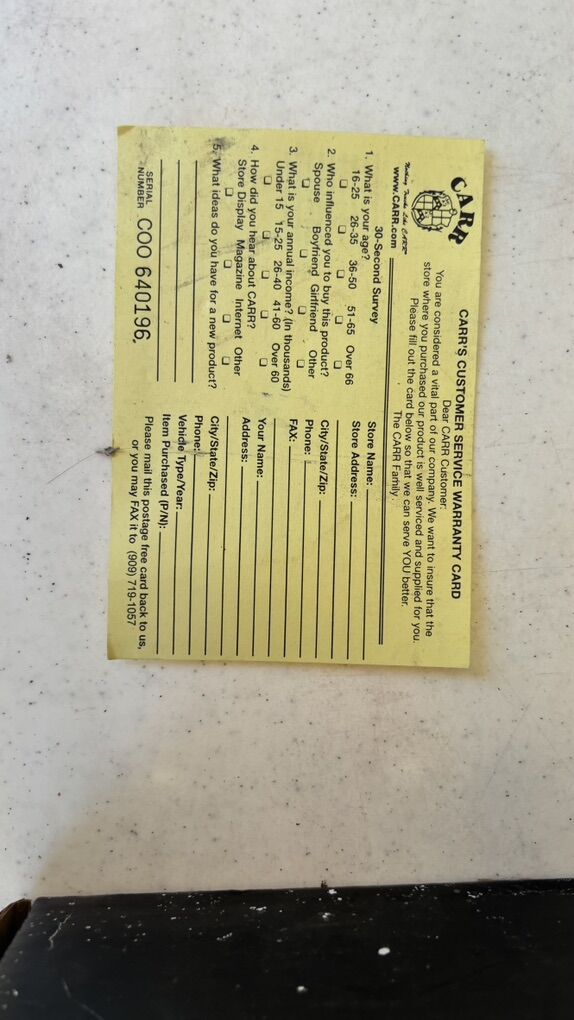 CARR
Nothin' Tracks Like CARR
www.CARR.com
CARR'S CUSTOMER SERVICE WARRANTY CARD
Dear CARR Customer:
You are considered a vital part of our company. We want to insure that the
store where you purchased our product is well serviced and supplied for you.
Please fill out the card below so that we can serve YOU better.
The CARR Family.
30-Second Survey
1. What is your age?
16-25 26-35 36-50 51-65 Over 66
2. Who influenced you to buy this product?
Spouse Boyfriend Girlfriend Other
3. What is your annual income? (In thousands)
Under 15 15-25 26-40 41-60 Over 60
4. How did you hear about CARR?
Store Display Magazine Internet Other
5. What ideas do you have for a new product?
SERIAL
NUMBER COO 640196
Store Name:
Store Address:
City/State/Zip:
Phone:
FAX:
Your Name:
Address:
City/State/Zip:
Phone:
Vehicle Type/Year:
Item Purchased (P/N):
Please mail this postage free card back to us,
or you may FAX it to (909) 719-1057